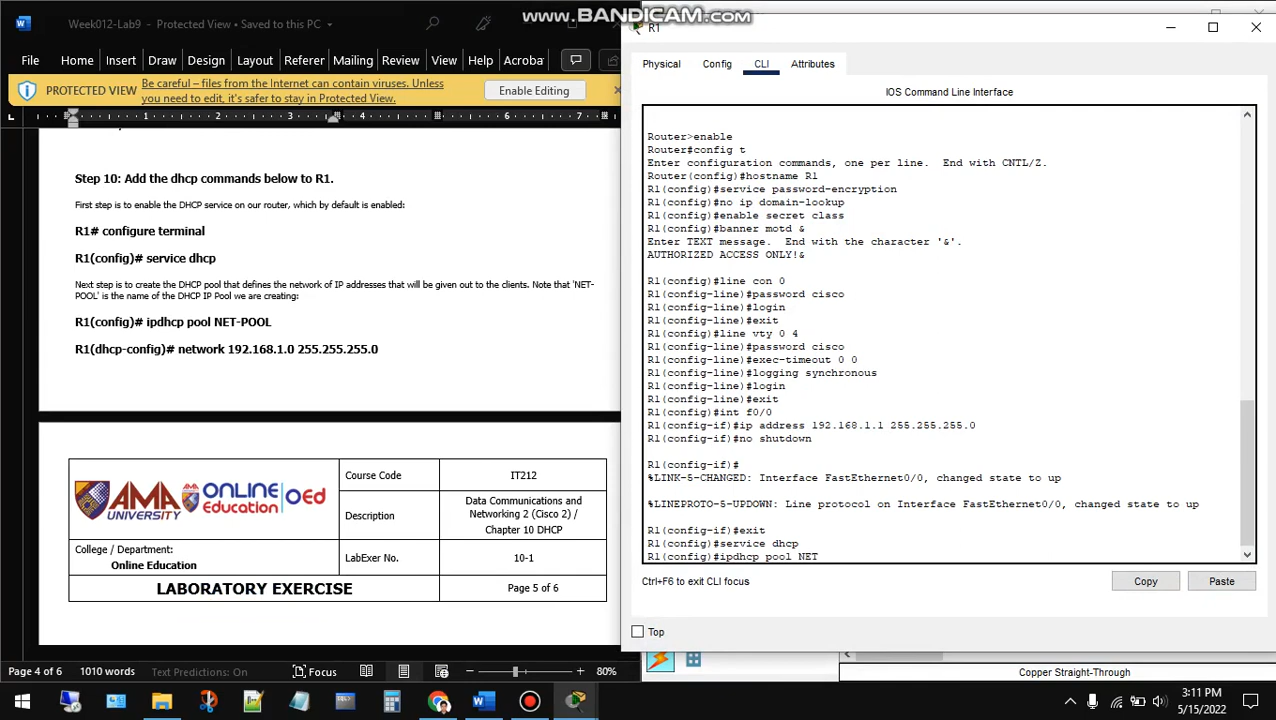 www.BANDICAM.com
Week012-Lab9 - Protected View • Saved to this PC
File Home Insert Draw Design Layout Referer Mailing Review View Help Acroba
PROTECTED VIEW Be careful – files from the Internet can contain viruses. Unless
you need to edit, it's safer to stay in Protected View.
Enable Editing
1 2 3 4 6 7
Step 10: Add the dhcp commands below to R1.
First step is to enable the DHCP service on our router, which by default is enabled:
R1# configure terminal
R1(config)# service dhcp
Next step is to create the DHCP pool that defines the network of IP addresses that will be given out to the clients. Note that 'NET-
POOL' is the name of the DHCP IP Pool we are creating:
R1(config)# ipdhcp pool NET-POOL
R1(dhcp-config)# network 192.168.1.0 255.255.255.0
AMA
UNIVERSITY
ONLINE
Education
OEd
Course Code
IT212
Description
Data Communications and
Networking 2 (Cisco 2) /
Chapter 10 DHCP
College / Department:
Online Education
LabExer No.
10-1
LABORATORY EXERCISE
Page 5 of 6
Page 4 of 6 1010 words Text Predictions: On Focus 80%
R1
Physical Config CLI Attributes
IOS Command Line Interface
Router>enable
Router#config t
Enter configuration commands, one per line. End with CNTL/Z.
Router(config)#hostname R1
R1(config)#service password-encryption
R1(config)#no ip domain-lookup
R1(config)#enable secret class
R1(config)#banner motd &
Enter TEXT message. End with the character '&'.
AUTHORIZED ACCESS ONLY!&
R1(config)#line con 0
R1(config-line)#password cisco
R1(config-line)#login
R1(config-line)#exit
R1(config)#line vty 0 4
R1(config-line)#password cisco
R1(config-line)#exec-timeout 0 0
R1(config-line)#logging synchronous
R1(config-line)#login
R1(config-line)#exit
R1(config)#int f0/0
R1(config-if)#ip address 192.168.1.1 255.255.255.0
R1(config-if)#no shutdown
R1(config-if)#
%LINK-5-CHANGED: Interface FastEthernet0/0, changed state to up
%LINEPROTO-5-UPDOWN: Line protocol on Interface FastEthernet0/0, changed state to up
R1(config-if)#exit
R1(config)#service dhcp
R1(config)#ipdhcp pool NET
Ctrl+F6 to exit CLI focus
Copy
Paste
Top
Copper Straight-Through
3:11 PM
5/15/2022